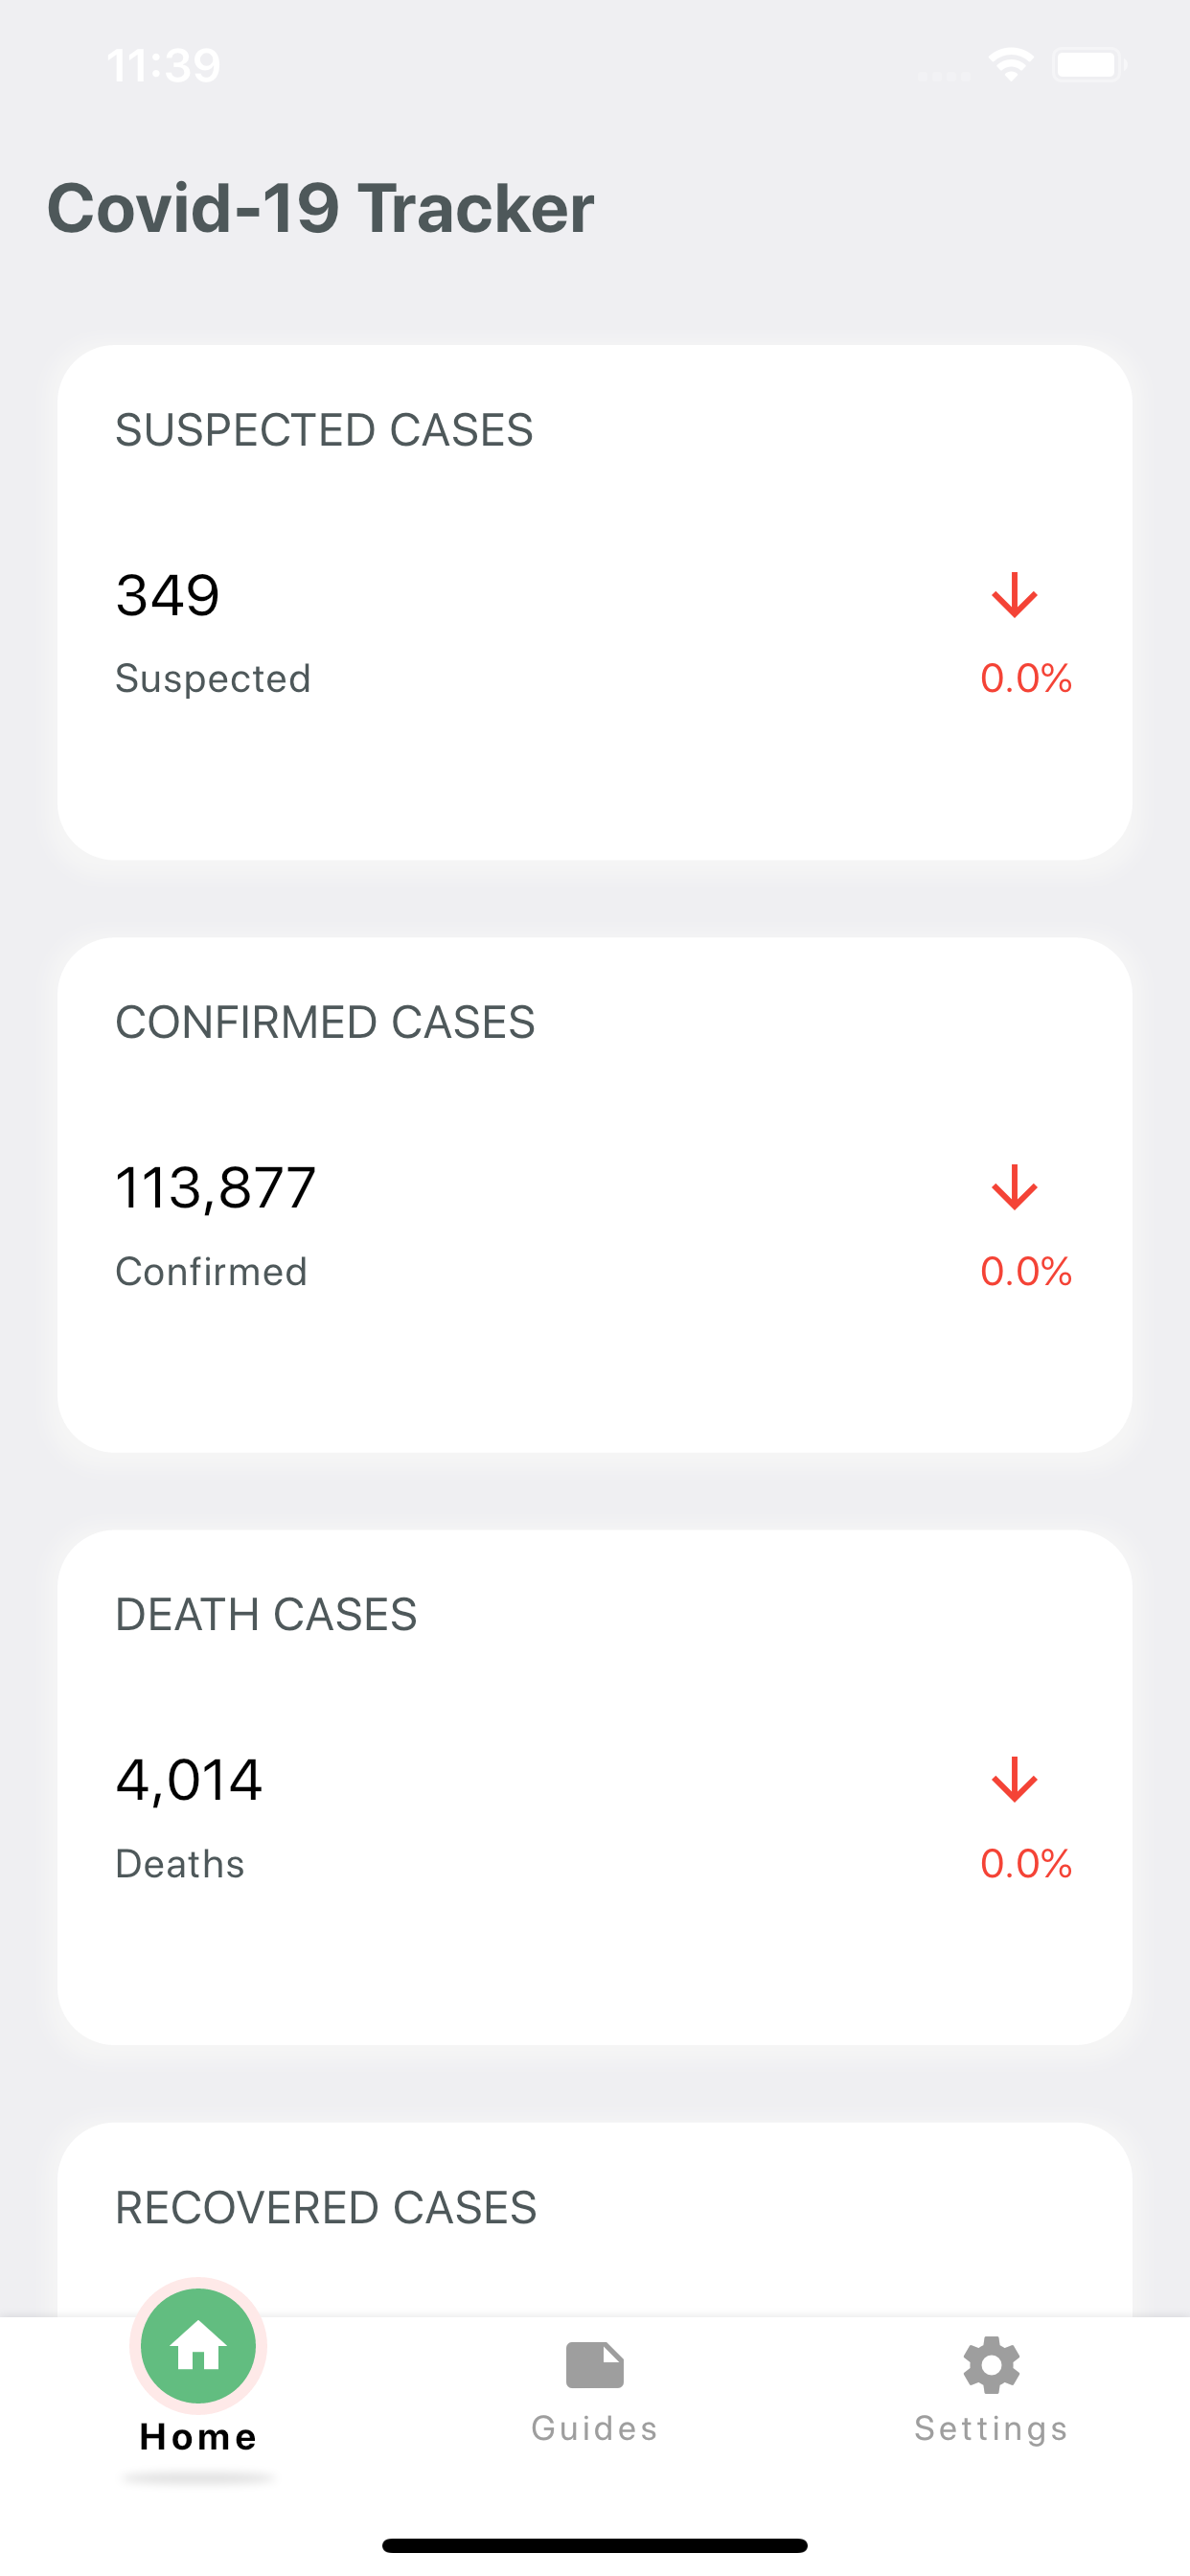 11:39
Covid-19 Tracker
SUSPECTED CASES
349
Suspected
0.0%
CONFIRMED CASES
113,877
Confirmed
0.0%
DEATH CASES
4,014
Deaths
0.0%
RECOVERED CASES
Home
Guides
Settings